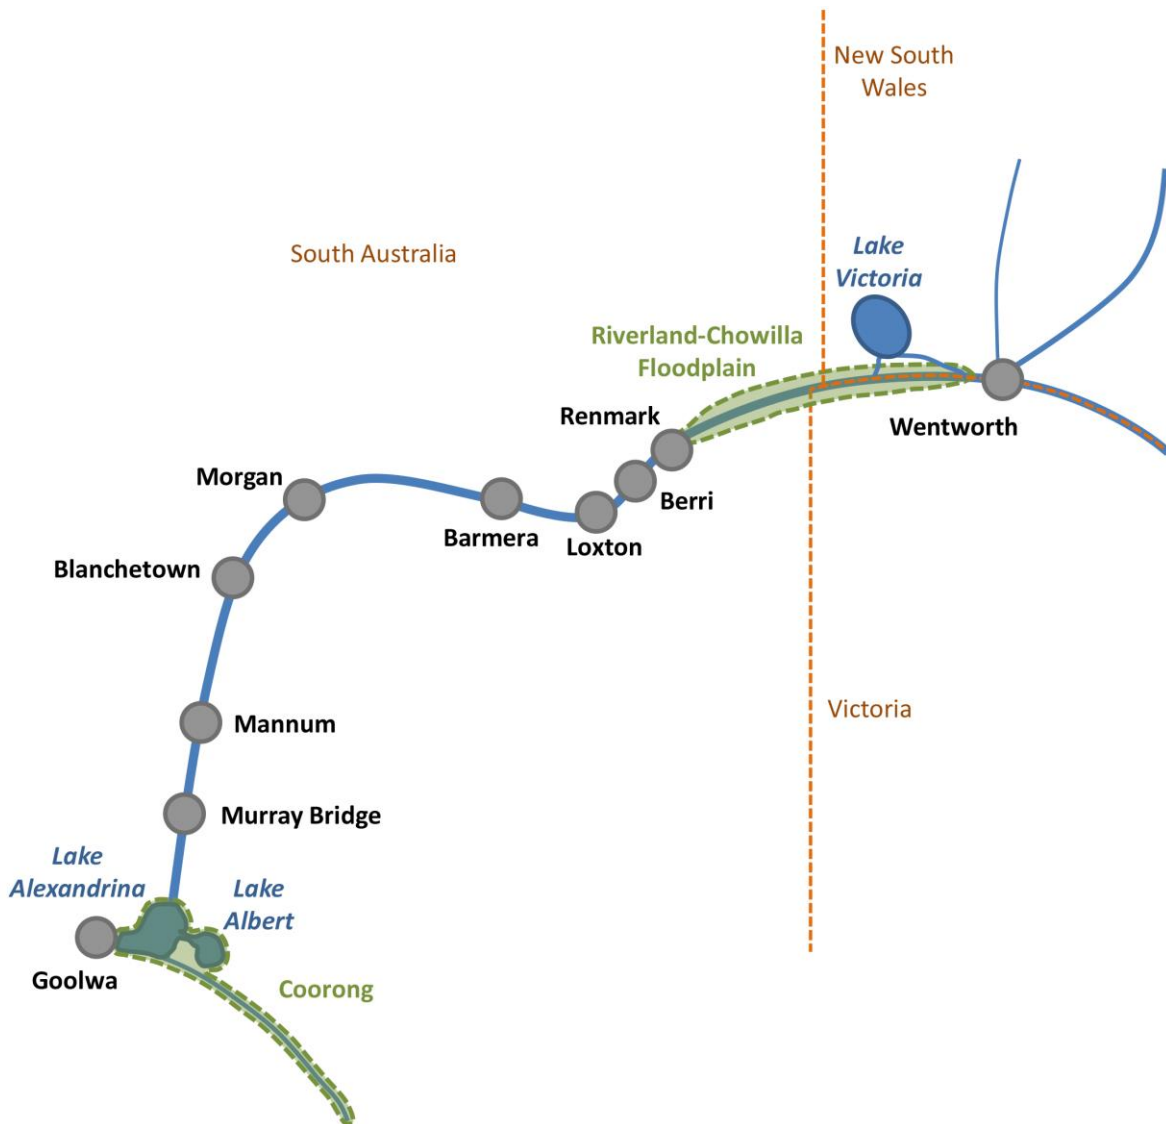 New South
Wales
South Australia
Lake
Victoria
Riverland-Chowilla
Floodplain
Renmark
Wentworth
Morgan
Berri
Barmera
Loxton
Blanchetown
Victoria
Mannum
Murray Bridge
Lake
Alexandrina
Lake
Albert
Goolwa
Coorong